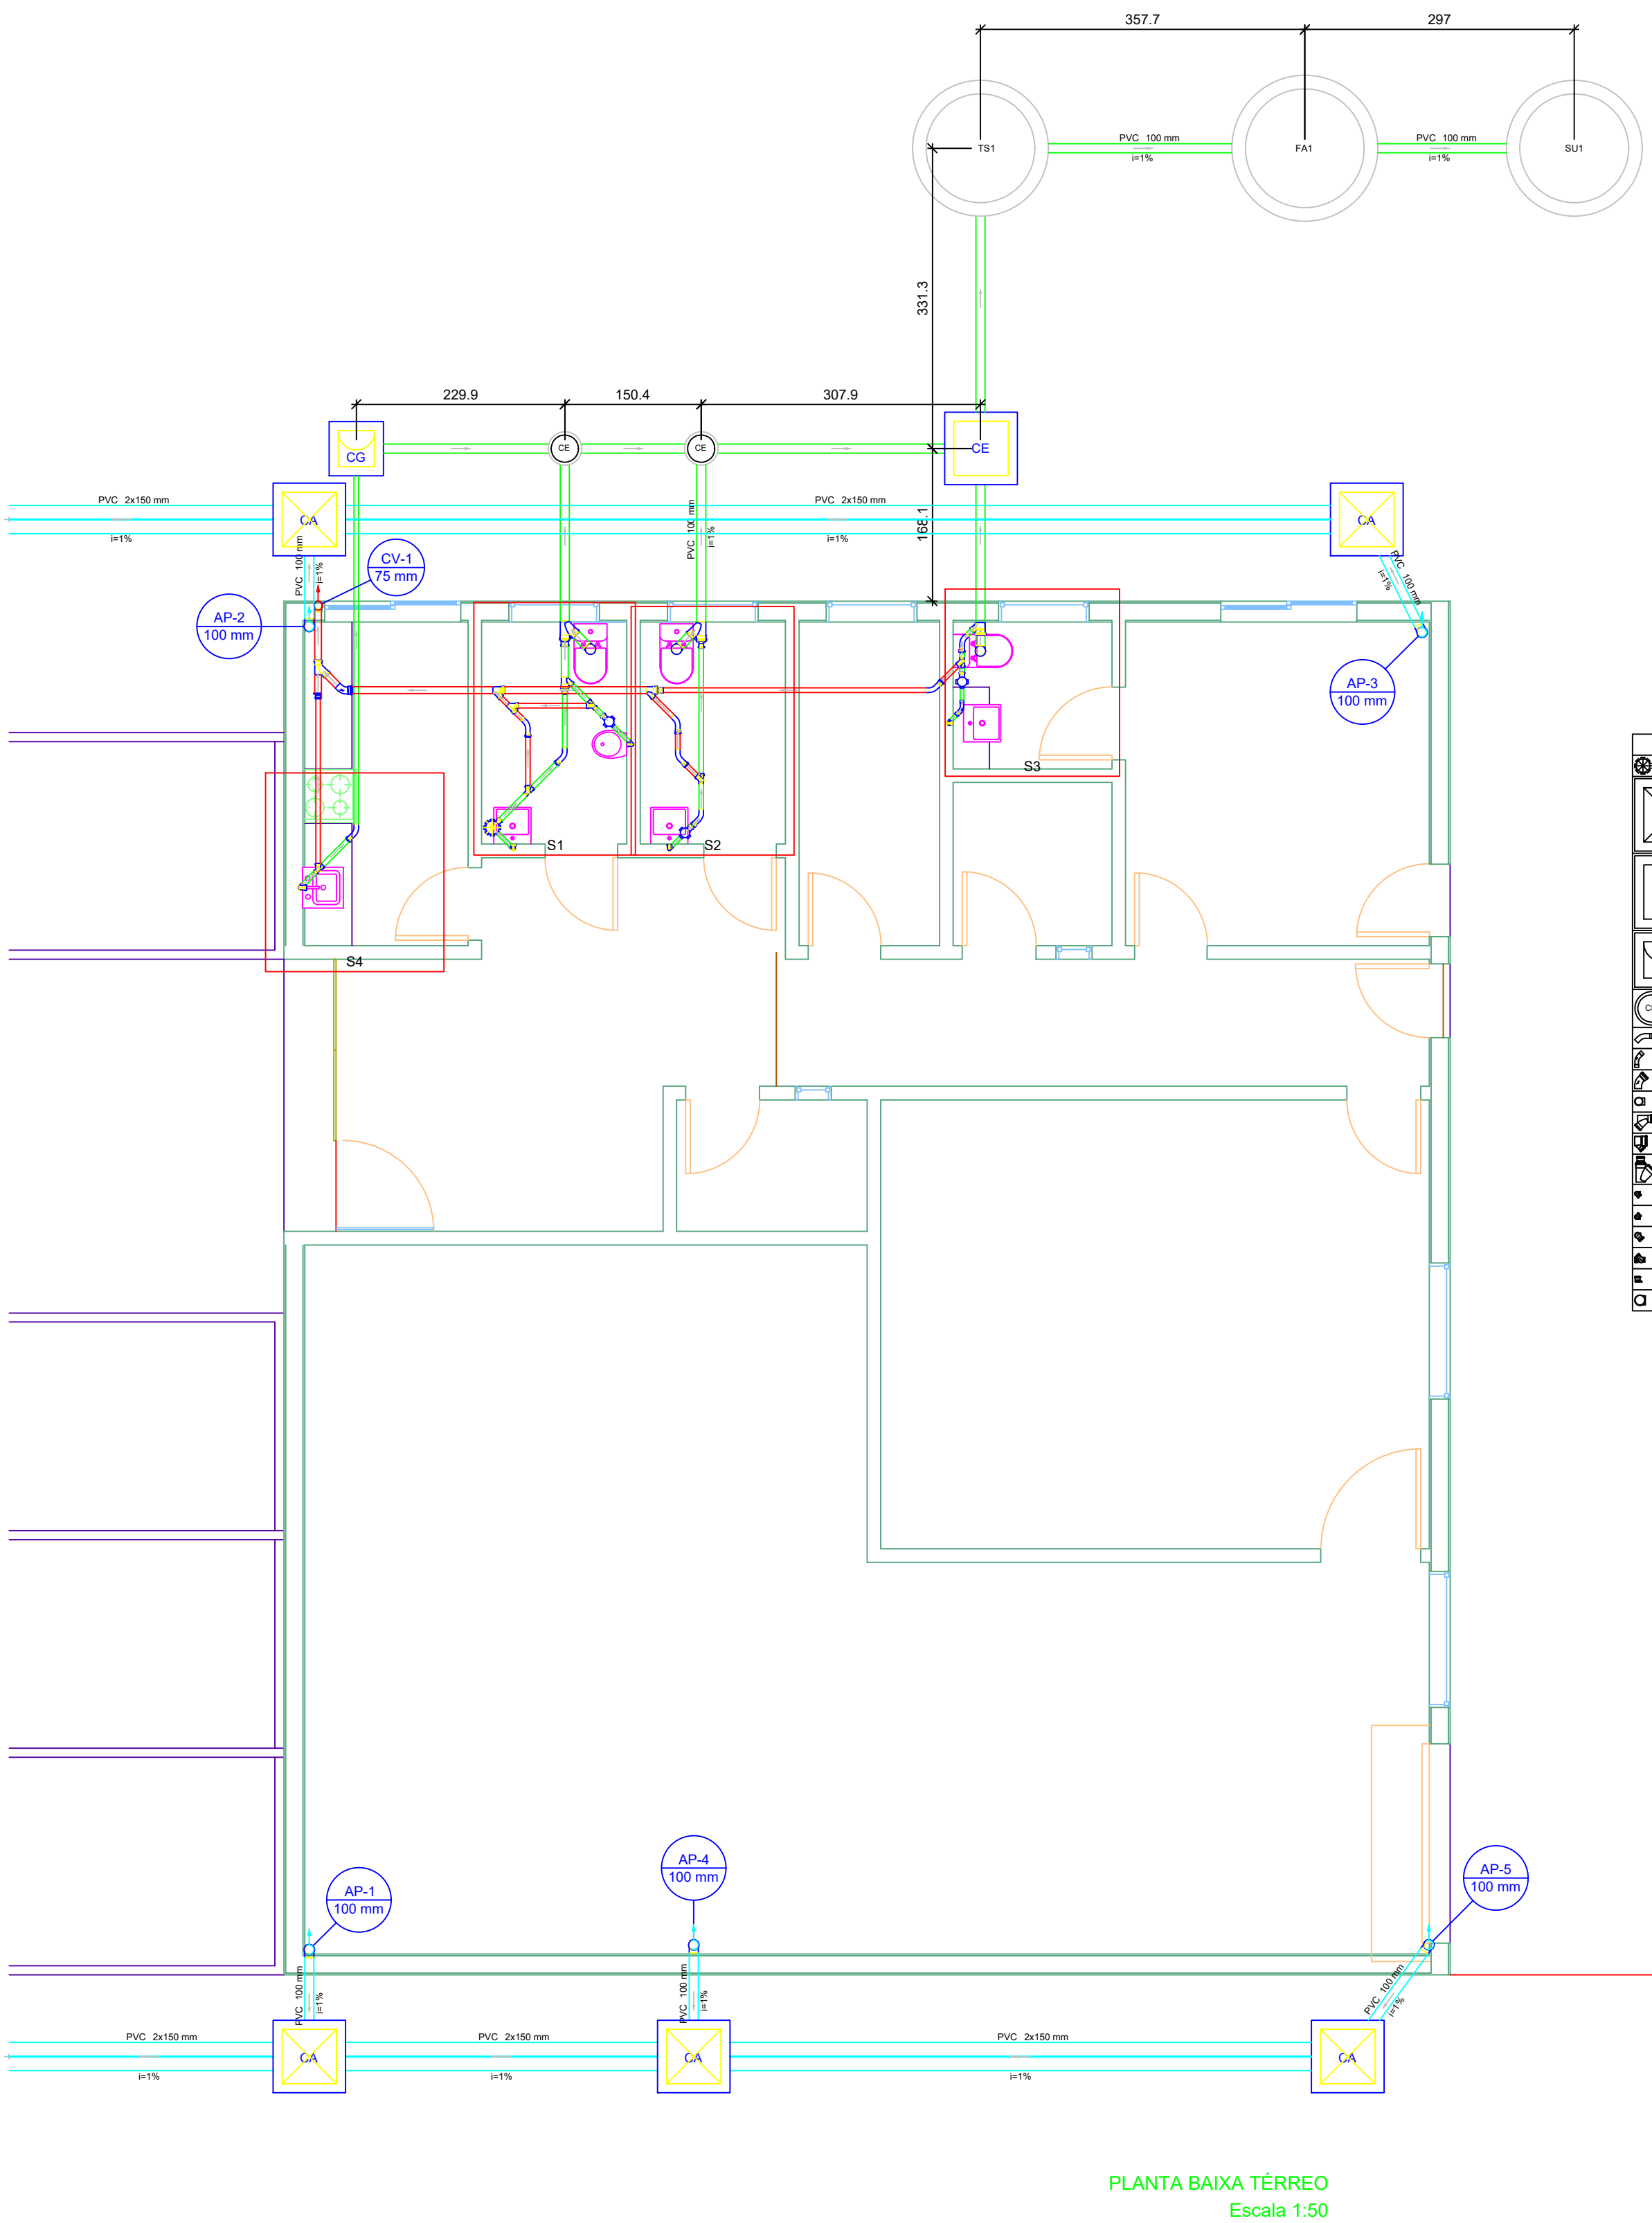 357.7
297
TS1
PVC 100 mm
i=1%
FA1
PVC 100 mm
i=1%
SU1
331.3
229.9
150.4
307.9
CG
CE
CE
CE
168.1
PVC 2x150 mm
i=1%
CA
PVC 2x150 mm
i=1%
CA
PVC 100 mm
i=1%
PVC 100 mm
i=1%
PVC 100 mm
i=1%
CV-1
75 mm
AP-2
100 mm
AP-3
100 mm
S3
S1
S2
S4
AP-4
100 mm
AP-1
100 mm
AP-5
100 mm
PVC 100 mm
i=1%
PVC 100 mm
i=1%
PVC 100 mm
i=1%
PVC 2x150 mm
i=1%
CA
PVC 2x150 mm
i=1%
CA
PVC 2x150 mm
i=1%
CA
PLANTA BAIXA TÉRREO
Escala 1:50